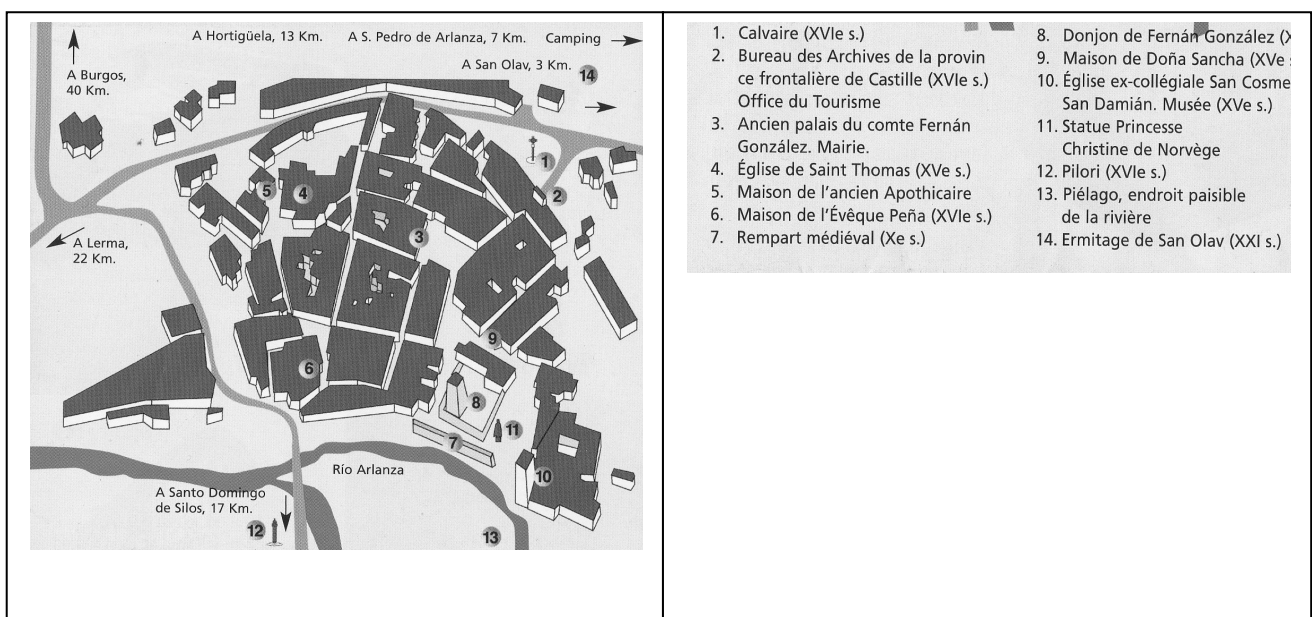 A Hortigüela, 13 Km.
A S. Pedro de Arlanza, 7 Km.
Camping
A Burgos,
40 Km.
A San Olav, 3 Km.
14
1
2
5
4
3
A Lerma,
22 Km.
9
6
8
11
7
Río Arlanza
10
A Santo Domingo
de Silos, 17 Km.
12
13
1. Calvaire (XVIe s.)
2. Bureau des Archives de la provin
ce frontalière de Castille (XVIe s.)
Office du Tourisme
3. Ancien palais du comte Fernán
González. Mairie.
4. Église de Saint Thomas (XVe s.)
5. Maison de l'ancien Apothicaire
6. Maison de l'Évêque Peña (XVIe s.)
7. Rempart médiéval (Xe s.)
8. Donjon de Fernán González (X
9. Maison de Doña Sancha (XVe s
10. Église ex-collégiale San Cosme
San Damián. Musée (XVe s.)
11. Statue Princesse
Christine de Norvège
12. Pilori (XVIe s.)
13. Piélago, endroit paisible
de la rivière
14. Ermitage de San Olav (XXI s.)